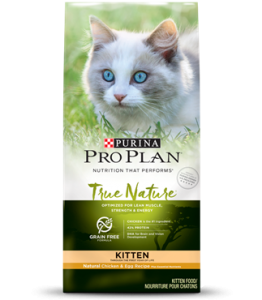 PURINA
PRO PLAN
NUTRITION THAT PERFORMS®
True Nature
OPTIMIZED FOR LEAN MUSCLE,
STRENGTH & ENERGY
GRAIN FREE
FORMULA
KITTEN
Natural Chicken & Egg Recipe
KITTEN FOOD/
NOURRITURE POUR CHATONS